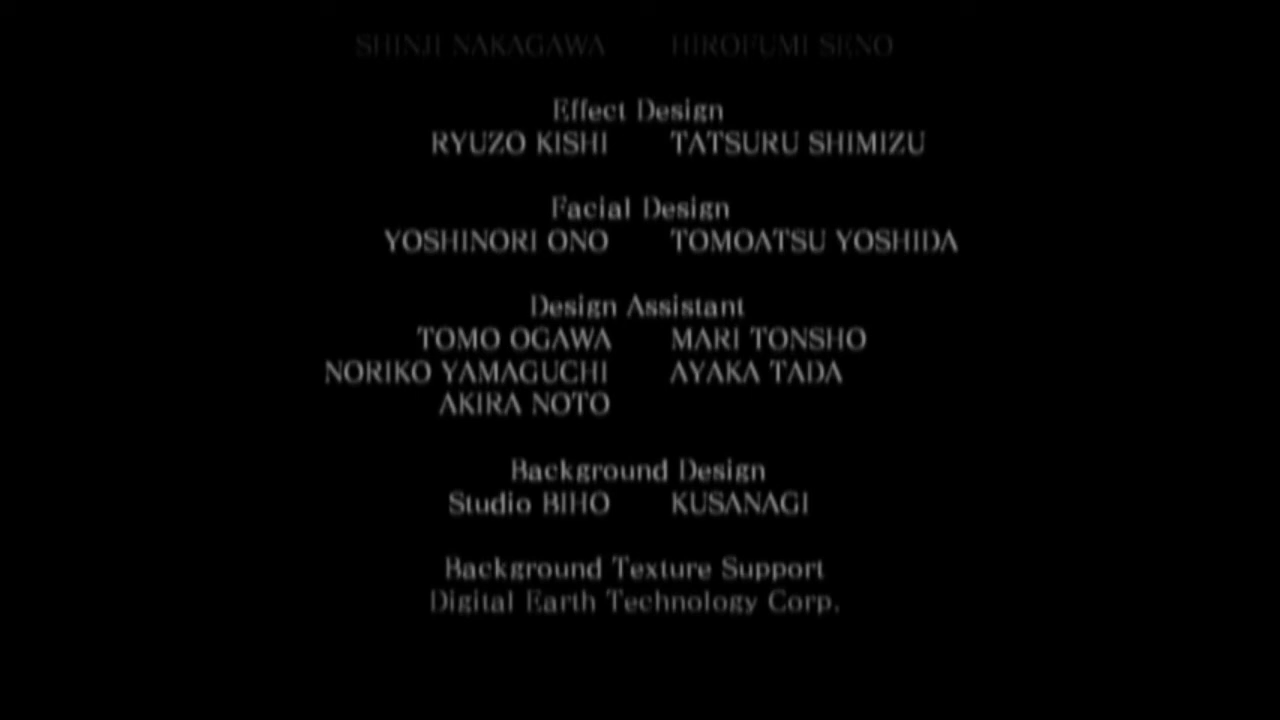 SHINJI NAKAGAWA HIROFUMI SENO
Effect Design
RYUZO KISHI TATSURU SHIMIZU
Facial Design
YOSHINORI ONO TOMOATSU YOSHIDA
Design Assistant
TOMO OGAWA MARI TONSHO
NORIKO YAMAGUCHI AYAKA TADA
AKIRA NOTO
Background Design
Studio BIHO KUSANAGI
Background Texture Support
Digital Earth Technology Corp.